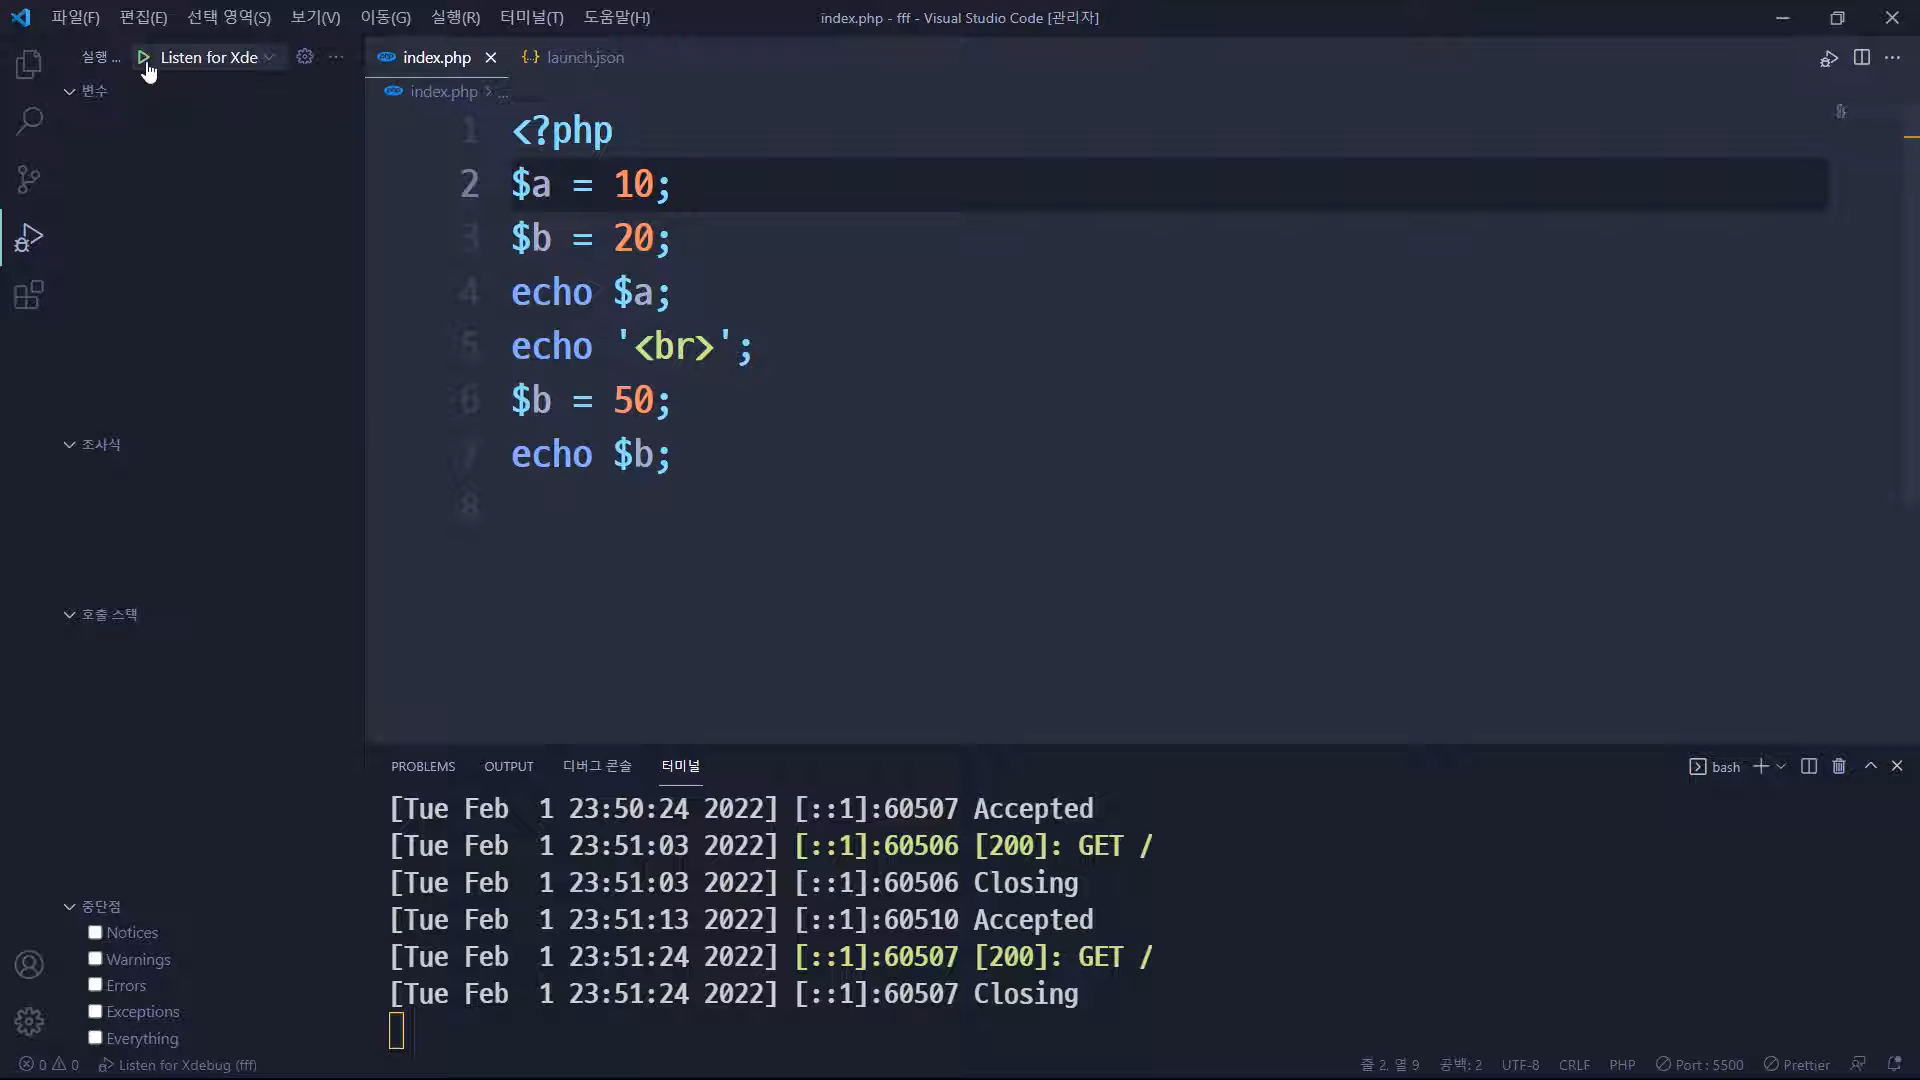 파일(F) 편집(E) 선택 영역(S) 보기(V) 이동(G) 실행(R) 터미널(T) 도움말(H)
index.php - fff - Visual Studio Code [관리자]
실행 ... Listen for Xde
index.php launch.json
index.php > ...
변수
1 <?php
2 $a = 10;
3 $b = 20;
4 echo $a;
5 echo '<br>';
6 $b = 50;
7 echo $b;
8
조사식
호출 스택
중단점
Notices
Warnings
Errors
Exceptions
Everything
PROBLEMS OUTPUT 디버그 콘솔 터미널
bash
[Tue Feb  1 23:50:24 2022] [::1]:60507 Accepted
[Tue Feb  1 23:51:03 2022] [::1]:60506 [200]: GET /
[Tue Feb  1 23:51:03 2022] [::1]:60506 Closing
[Tue Feb  1 23:51:13 2022] [::1]:60510 Accepted
[Tue Feb  1 23:51:24 2022] [::1]:60507 [200]: GET /
[Tue Feb  1 23:51:24 2022] [::1]:60507 Closing
0 0 Listen for Xdebug (fff)
줄 2, 열 9 공백: 2 UTF-8 CRLF PHP Port : 5500 Prettier